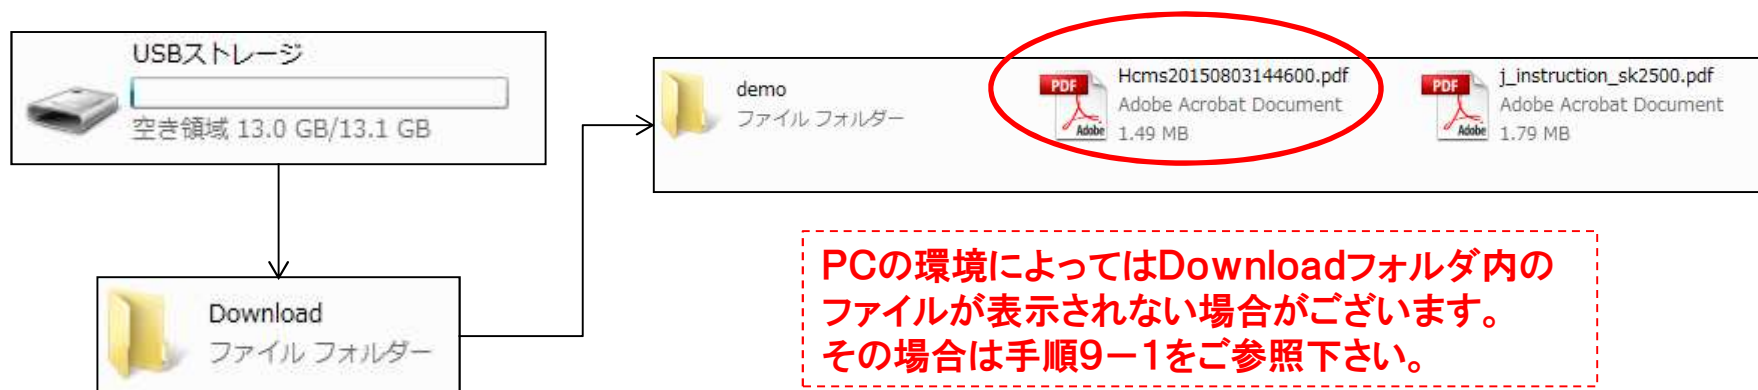 USBストレージ
空き領域 13.0 GB/13.1 GB
Download
ファイル フォルダー
demo
ファイル フォルダー
PDF
Adobe
Hcms20150803144600.pdf
Adobe Acrobat Document
1.49 MB
PDF
Adobe
j_instruction_sk2500.pdf
Adobe Acrobat Document
1.79 MB
PCの環境によってはDownloadフォルダ内の
ファイルが表示されない場合がございます。
その場合は手順9－1をご参照下さい。